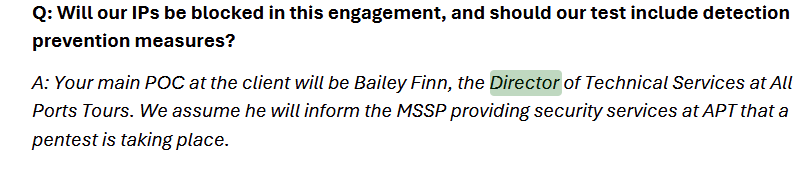 Q: Will our IPs be blocked in this engagement, and should our test include detection
prevention measures?
A: Your main POC at the client will be Bailey Finn, the Director of Technical Services at All
Ports Tours. We assume he will inform the MSSP providing security services at APT that a
pentest is taking place.